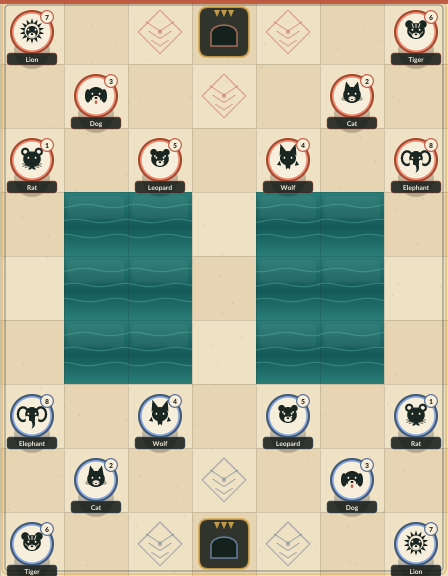 7 6
Lion Tiger
3 2
Dog Cat
1 5 4 8
Rat Leopard Wolf Elephant
8 4 5 1
Elephant Wolf Leopard Rat
2 3
Cat Dog
6 7
Tiger Lion